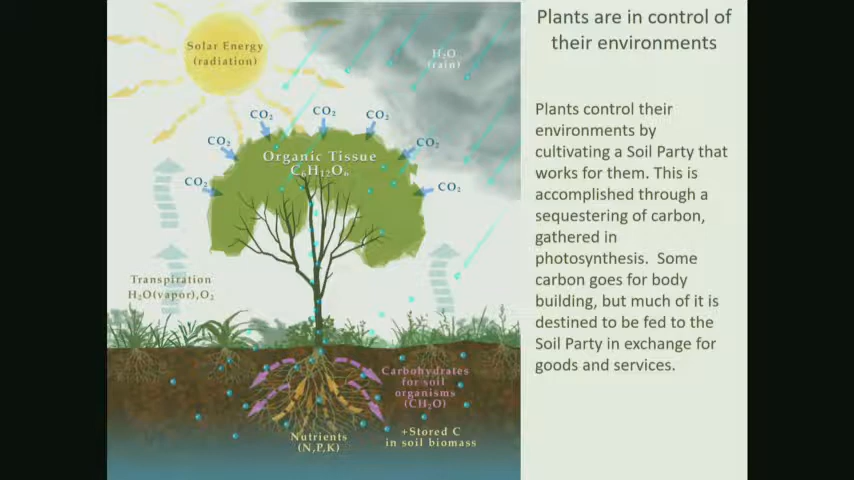 Plants are in control of
their environments
Solar Energy
(radiation)
H₂O
(rain)
CO₂
CO₂
CO₂
CO₂
CO₂
CO₂
CO₂
Organic Tissue
C₆H₁₂O₆
Transpiration
H₂O(vapor),O₂
Carbohydrates
for soil
organisms
(CH₂O)
Nutrients
(N,P,K)
+Stored C
in soil biomass
Plants control their
environments by
cultivating a Soil Party that
works for them. This is
accomplished through a
sequestering of carbon,
gathered in
photosynthesis.  Some
carbon goes for body
building, but much of it is
destined to be fed to the
Soil Party in exchange for
goods and services.